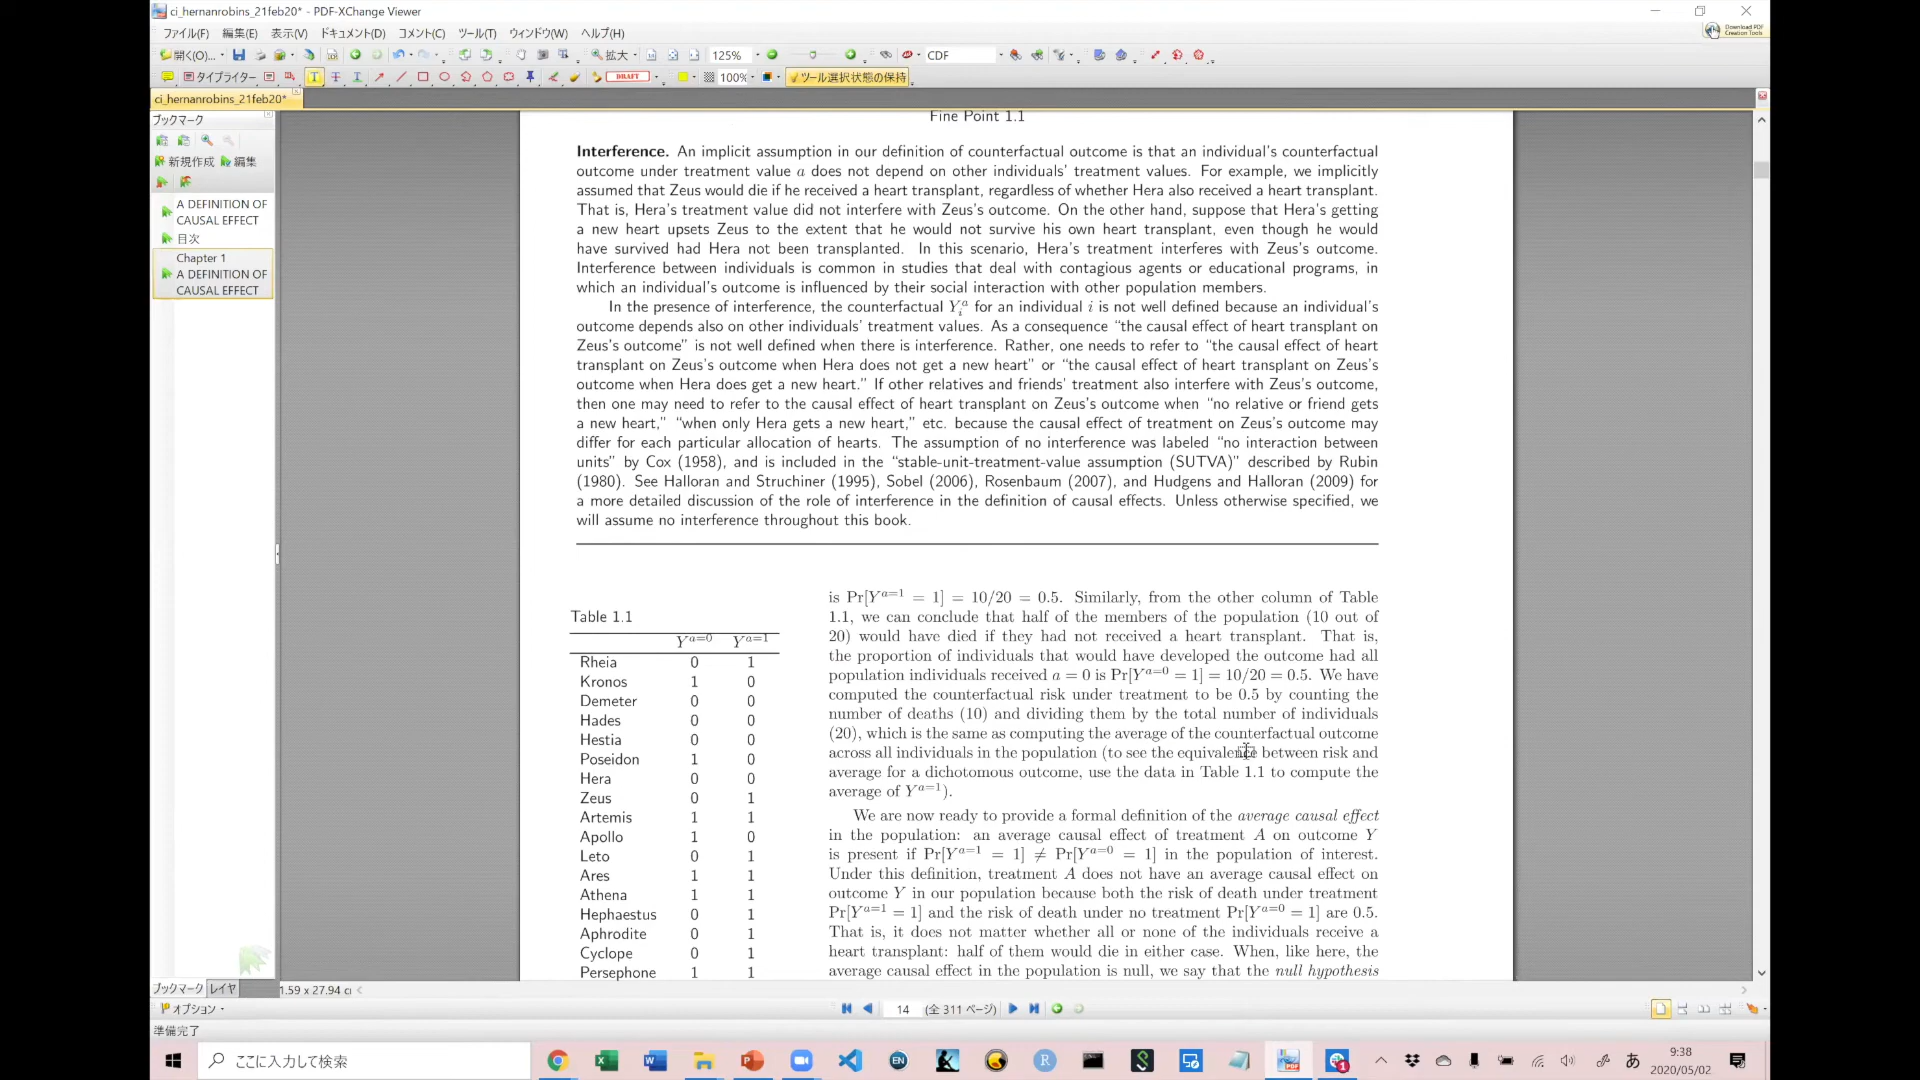 ci_hernanrobins_21feb20* - PDF-XChange Viewer
Download PDF
Creation Tools
ファイル(F) 編集(E) 表示(V) ドキュメント(D) コメント(C) ツール(T) ウィンドウ(W) ヘルプ(H)
開く(O)... 拡大 125% CDF
タイプライター DRAFT 100% ツール選択状態の保持
ci_hernanrobins_21feb20*
ブックマーク
新規作成 編集
A DEFINITION OF
CAUSAL EFFECT
目次
Chapter 1
A DEFINITION OF
CAUSAL EFFECT
Fine Point 1.1
Interference. An implicit assumption in our definition of counterfactual outcome is that an individual's counterfactual
outcome under treatment value a does not depend on other individuals' treatment values. For example, we implicitly
assumed that Zeus would die if he received a heart transplant, regardless of whether Hera also received a heart transplant.
That is, Hera's treatment value did not interfere with Zeus's outcome. On the other hand, suppose that Hera's getting
a new heart upsets Zeus to the extent that he would not survive his own heart transplant, even though he would
have survived had Hera not been transplanted. In this scenario, Hera's treatment interferes with Zeus's outcome.
Interference between individuals is common in studies that deal with contagious agents or educational programs, in
which an individual's outcome is influenced by their social interaction with other population members.
In the presence of interference, the counterfactual Yᵢᵃ for an individual i is not well defined because an individual's
outcome depends also on other individuals' treatment values. As a consequence “the causal effect of heart transplant on
Zeus's outcome” is not well defined when there is interference. Rather, one needs to refer to “the causal effect of heart
transplant on Zeus's outcome when Hera does not get a new heart” or “the causal effect of heart transplant on Zeus's
outcome when Hera does get a new heart.” If other relatives and friends' treatment also interfere with Zeus's outcome,
then one may need to refer to the causal effect of heart transplant on Zeus's outcome when “no relative or friend gets
a new heart,” “when only Hera gets a new heart,” etc. because the causal effect of treatment on Zeus's outcome may
differ for each particular allocation of hearts. The assumption of no interference was labeled “no interaction between
units” by Cox (1958), and is included in the “stable-unit-treatment-value assumption (SUTVA)” described by Rubin
(1980). See Halloran and Struchiner (1995), Sobel (2006), Rosenbaum (2007), and Hudgens and Halloran (2009) for
a more detailed discussion of the role of interference in the definition of causal effects. Unless otherwise specified, we
will assume no interference throughout this book.
Table 1.1
Yᵃ⁼⁰ Yᵃ⁼¹
Rheia 0 1
Kronos 1 0
Demeter 0 0
Hades 0 0
Hestia 0 0
Poseidon 1 0
Hera 0 0
Zeus 0 1
Artemis 1 1
Apollo 1 0
Leto 0 1
Ares 1 1
Athena 1 1
Hephaestus 0 1
Aphrodite 0 1
Cyclope 0 1
Persephone 1 1
is Pr[Yᵃ⁼¹ = 1] = 10/20 = 0.5. Similarly, from the other column of Table
1.1, we can conclude that half of the members of the population (10 out of
20) would have died if they had not received a heart transplant. That is,
the proportion of individuals that would have developed the outcome had all
population individuals received a = 0 is Pr[Yᵃ⁼⁰ = 1] = 10/20 = 0.5. We have
computed the counterfactual risk under treatment to be 0.5 by counting the
number of deaths (10) and dividing them by the total number of individuals
(20), which is the same as computing the average of the counterfactual outcome
across all individuals in the population (to see the equivalence between risk and
average for a dichotomous outcome, use the data in Table 1.1 to compute the
average of Yᵃ⁼¹).
We are now ready to provide a formal definition of the average causal effect
in the population: an average causal effect of treatment A on outcome Y
is present if Pr[Yᵃ⁼¹ = 1] ≠ Pr[Yᵃ⁼⁰ = 1] in the population of interest.
Under this definition, treatment A does not have an average causal effect on
outcome Y in our population because both the risk of death under treatment
Pr[Yᵃ⁼¹ = 1] and the risk of death under no treatment Pr[Yᵃ⁼⁰ = 1] are 0.5.
That is, it does not matter whether all or none of the individuals receive a
heart transplant: half of them would die in either case. When, like here, the
average causal effect in the population is null, we say that the null hypothesis
ブックマーク レイヤ 1.59 x 27.94 c
オプション 14 (全 311 ページ)
準備完了
ここに入力して検索
あ
9:38
2020/05/02